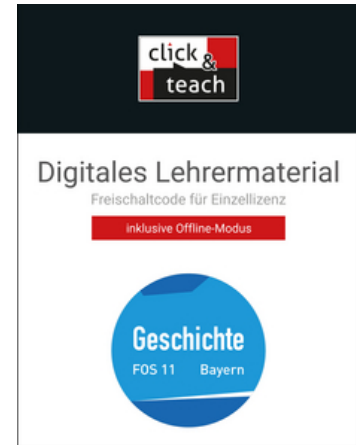 click &
teach
Digitales Lehrermaterial
Freischaltcode für Einzellizenz
inklusive Offline-Modus
Geschichte
FOS 11 Bayern